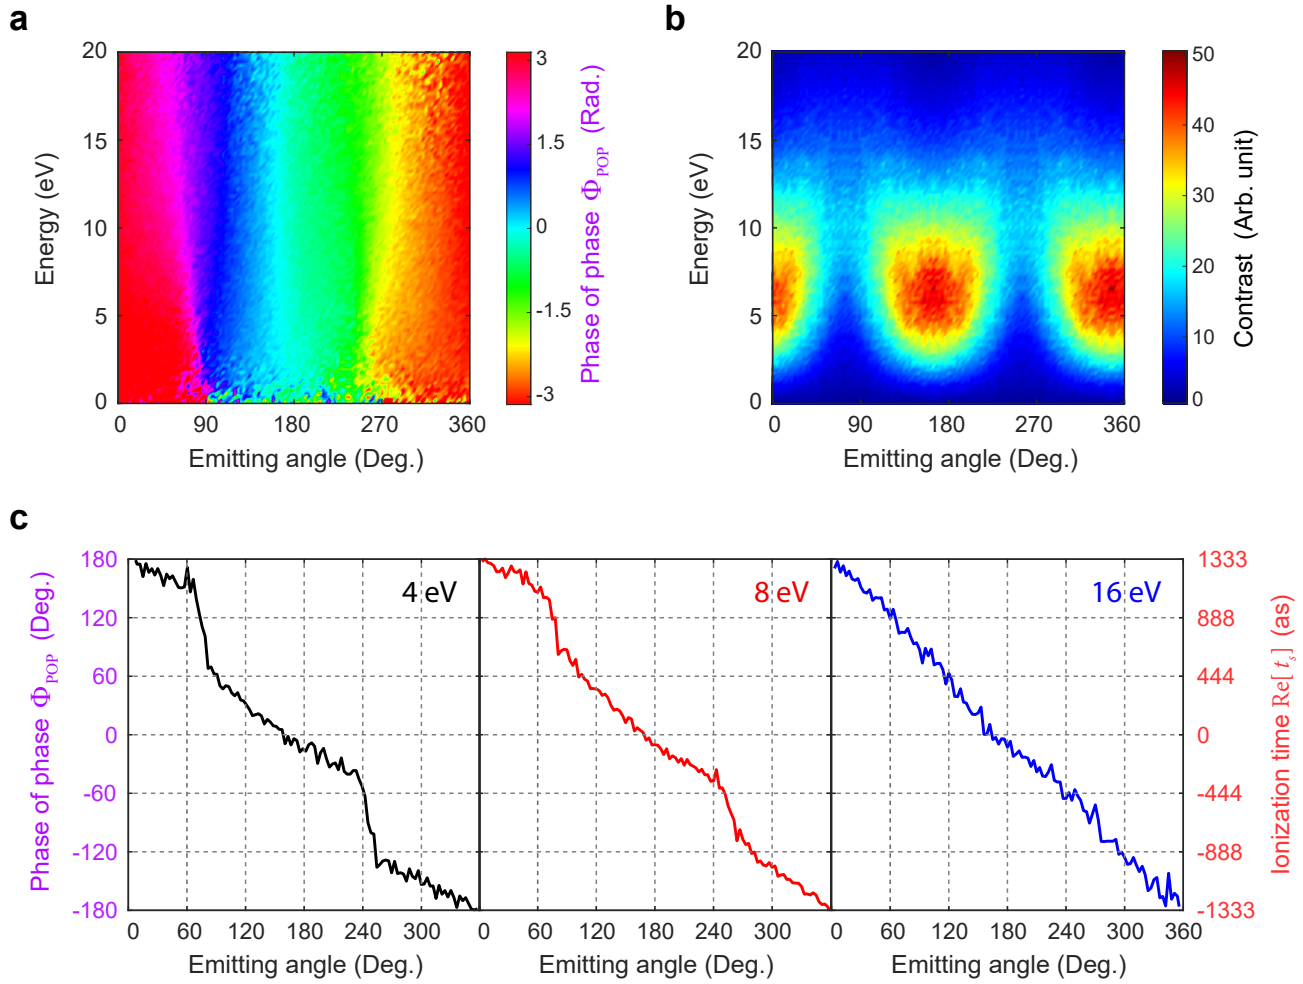 a
20
15
10
5
0
Energy (eV)
0 90 180 270 360
Emitting angle (Deg.)
3
1.5
0
-1.5
-3
Phase of phase Φ_POP (Rad.)
b
20
15
10
5
0
Energy (eV)
0 90 180 270 360
Emitting angle (Deg.)
50
40
30
20
10
0
Contrast (Arb. unit)
c
Phase of phase Φ_POP (Deg.)
180
120
60
0
-60
-120
-180
4 eV
8 eV
16 eV
0 60 120 180 240 300
0 60 120 180 240 300
0 60 120 180 240 300 360
Emitting angle (Deg.)
Emitting angle (Deg.)
Emitting angle (Deg.)
1333
888
444
0
-444
-888
-1333
Ionization time Re[ t_s ] (as)